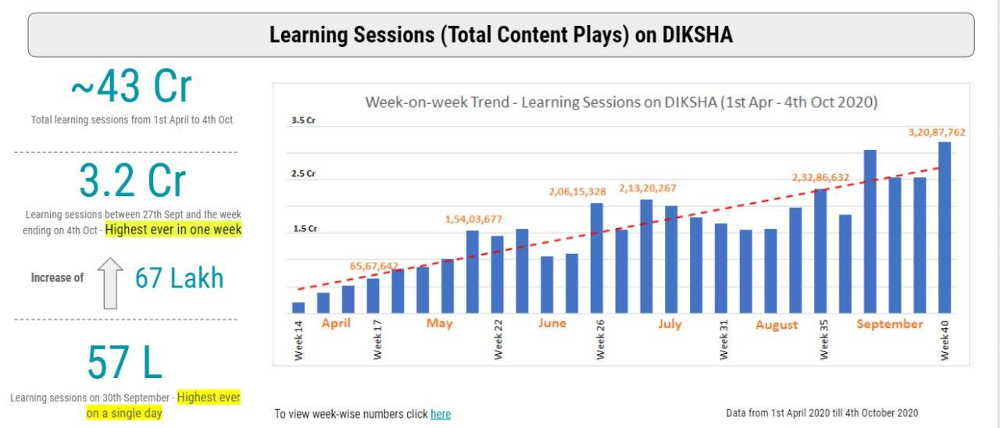 Learning Sessions (Total Content Plays) on DIKSHA
~43 Cr
Total learning sessions from 1st April to 4th Oct
3.2 Cr
Learning sessions between 27th Sept and the week
ending on 4th Oct - Highest ever in one week
Increase of
67 Lakh
57 L
Learning sessions on 30th September - Highest ever
on a single day
Week-on-week Trend - Learning Sessions on DIKSHA (1st Apr - 4th Oct 2020)
3.5 Cr
2.5 Cr
1.5 Cr
65,67,642
1,54,03,677
2,06,15,328
2,13,20,267
2,32,86,632
3,20,87,762
Week 14
April
Week 17
May
Week 22
June
Week 26
July
Week 31
August
Week 35
September
Week 40
To view week-wise numbers click here
Data from 1st April 2020 till 4th October 2020